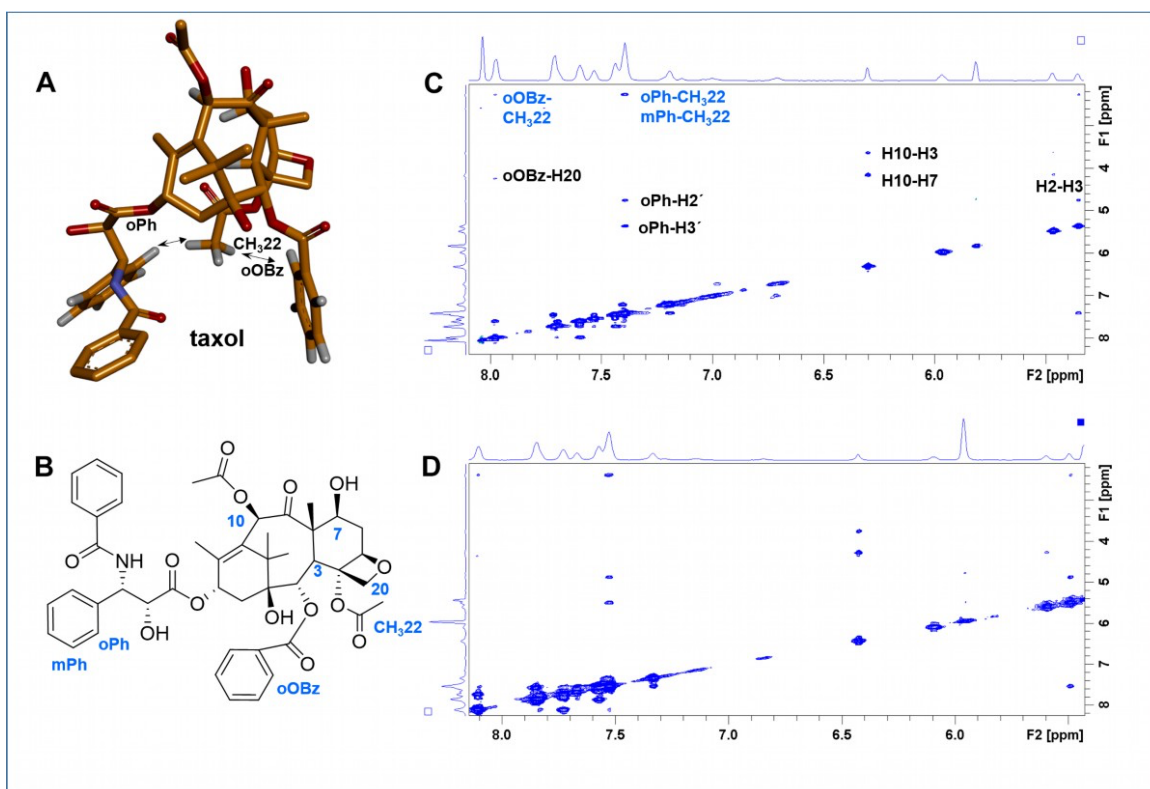 A
oPh
CH₃22
oOBz
taxol
B
O
O
O
OH
10
7
O
NH
O
3
O
20
O
OH
O
OH
O
O
O
CH₃22
oPh
mPh
O
oOBz
C
oOBz-
CH₃22
oPh-CH₃22
mPh-CH₃22
H10-H3
oOBz-H20
H10-H7
H2-H3
oPh-H2´
oPh-H3´
F1 [ppm]
4
5
6
7
8
8.0
7.5
7.0
6.0
F2 [ppm]
D
F1 [ppm]
4
5
6
7
8
8.0
7.5
7.0
6.5
6.0
F2 [ppm]